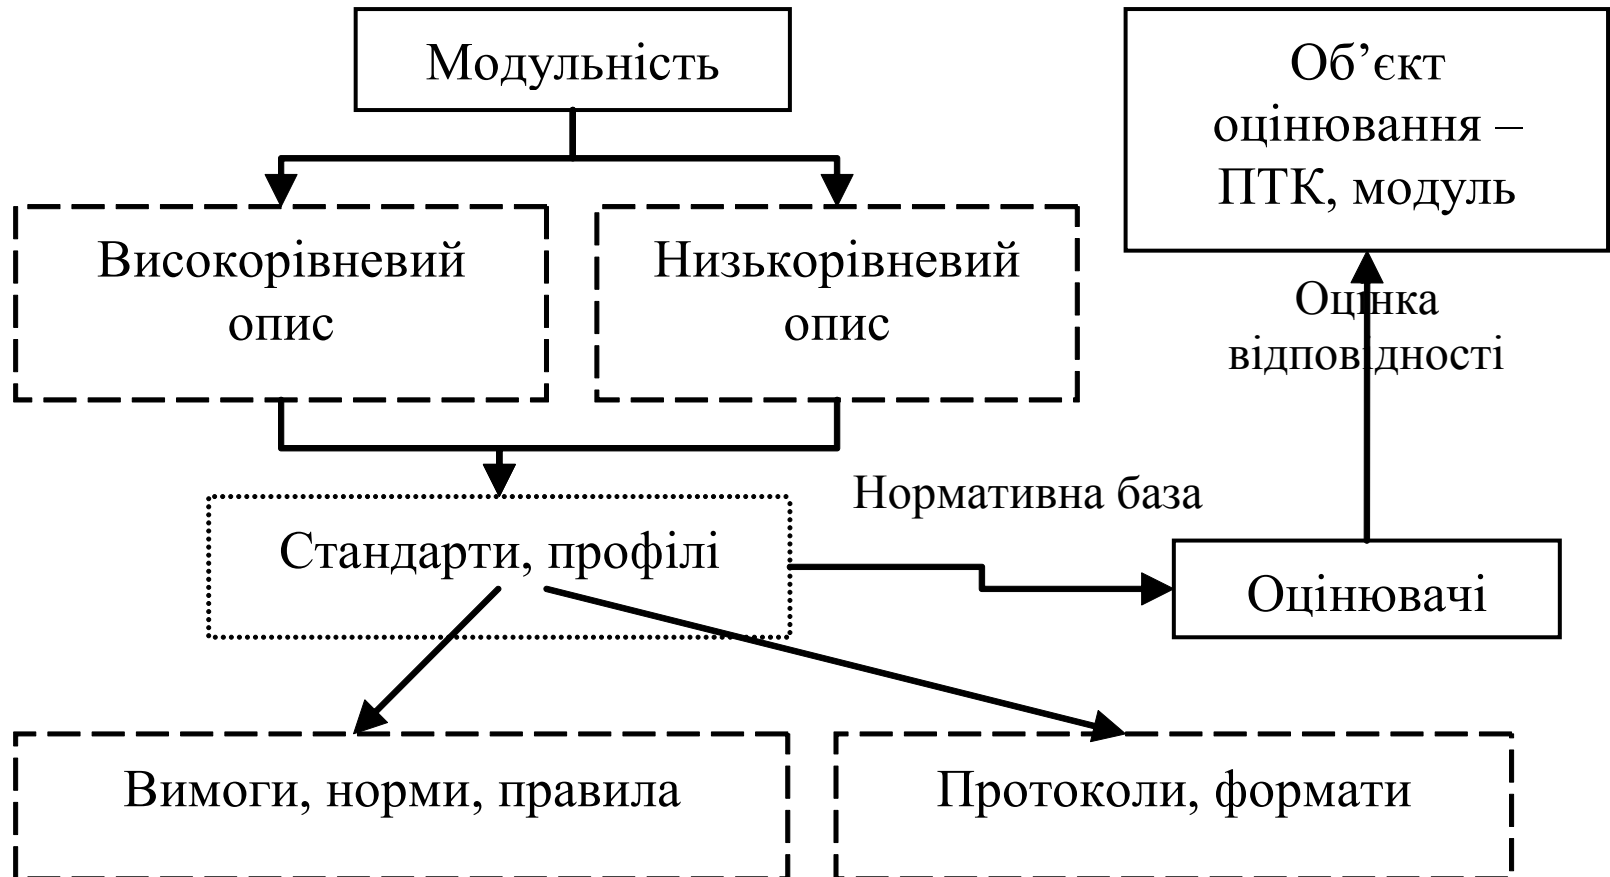 Модульність
Об’єкт
оцінювання –
ПТК, модуль
Високорівневий
опис
Низькорівневий
опис
Оцінка
відповідності
Нормативна база
Стандарти, профілі
Оцінювачі
Вимоги, норми, правила
Протоколи, формати